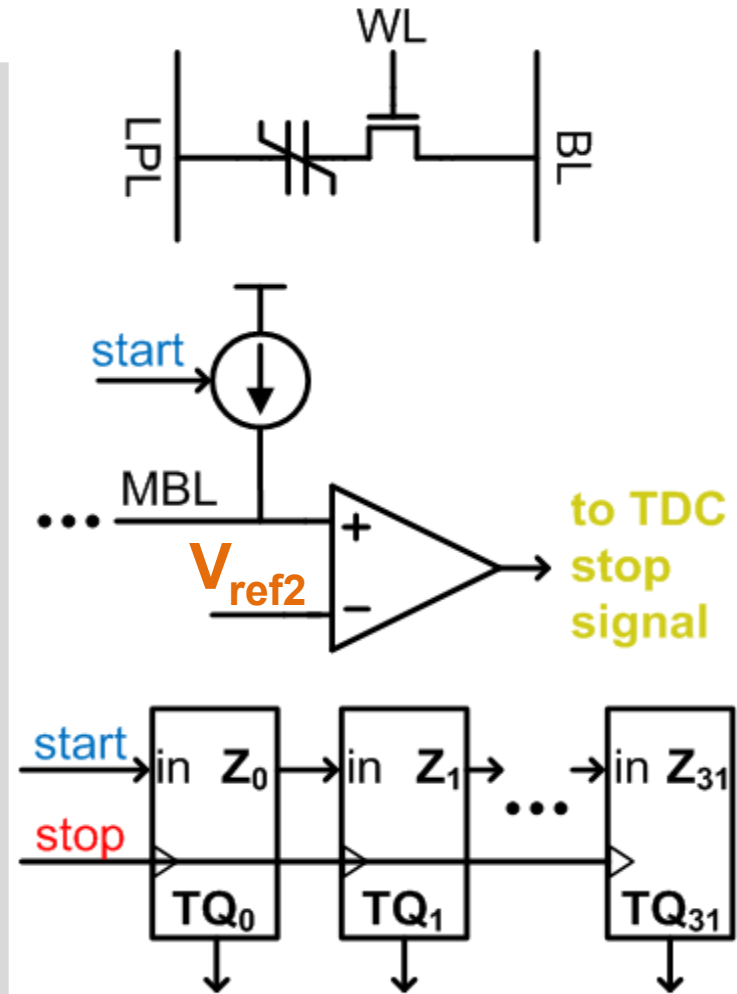 WL
LPL
BL
start
MBL
Vref2
+
−
to TDC
stop
signal
start
in Z0
in Z1
in Z31
stop
TQ0
TQ1
TQ31